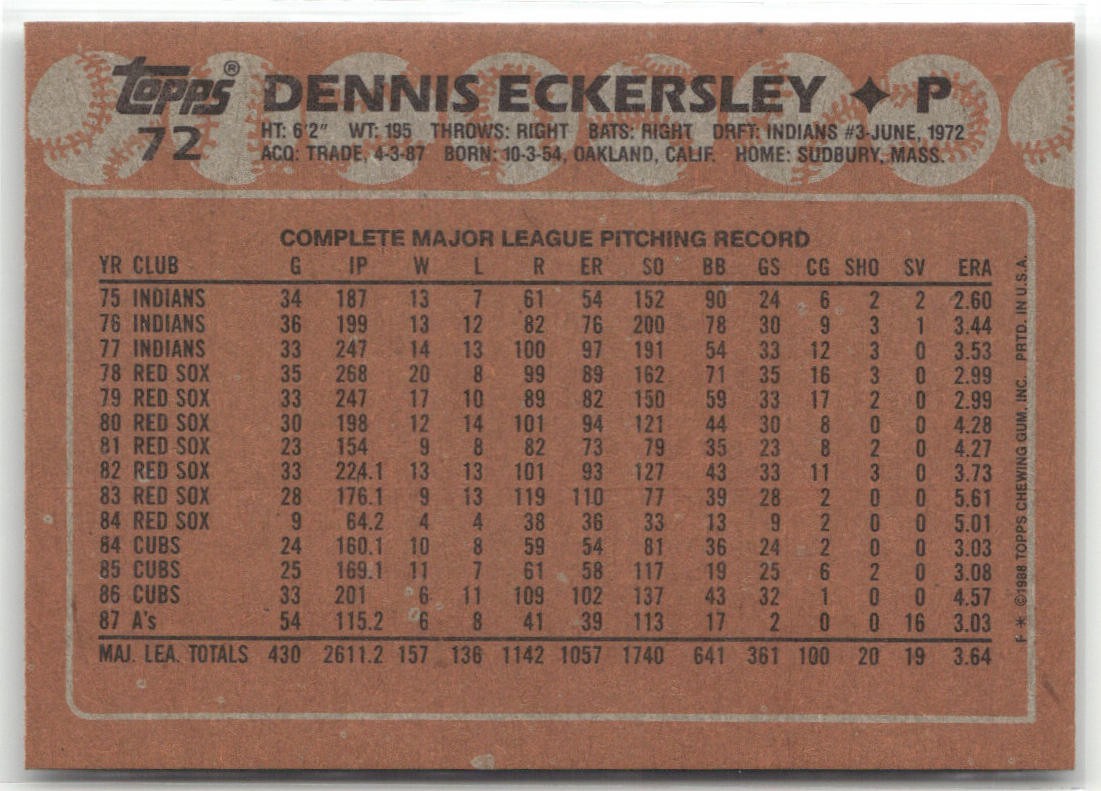 topps® DENNIS ECKERSLEY ✦ P
72
HT: 6'2" WT: 195 THROWS: RIGHT BATS: RIGHT DRFT: INDIANS #3-JUNE, 1972
ACQ: TRADE, 4-3-87 BORN: 10-3-54, OAKLAND, CALIF. HOME: SUDBURY, MASS.
COMPLETE MAJOR LEAGUE PITCHING RECORD
YR CLUB G IP W L R ER SO BB GS CG SHO SV ERA
75 INDIANS 34 187 13 7 61 54 152 90 24 6 2 2 2.60
76 INDIANS 36 199 13 12 82 76 200 78 30 9 3 1 3.44
77 INDIANS 33 247 14 13 100 97 191 54 33 12 3 0 3.53
78 RED SOX 35 268 20 8 99 89 162 71 35 16 3 0 2.99
79 RED SOX 33 247 17 10 89 82 150 59 33 17 2 0 2.99
80 RED SOX 30 198 12 14 101 94 121 44 30 8 0 0 4.28
81 RED SOX 23 154 9 8 82 73 79 35 23 8 2 0 4.27
82 RED SOX 33 224.1 13 13 101 93 127 43 33 11 3 0 3.73
83 RED SOX 28 176.1 9 13 119 110 77 39 28 2 0 0 5.61
84 RED SOX 9 64.2 4 4 38 36 33 13 9 2 0 0 5.01
84 CUBS 24 160.1 10 8 59 54 81 36 24 2 0 0 3.03
85 CUBS 25 169.1 11 7 61 58 117 19 25 6 2 0 3.08
86 CUBS 33 201 6 11 109 102 137 43 32 1 0 0 4.57
87 A's 54 115.2 6 8 41 39 113 17 2 0 0 16 3.03
MAJ. LEA. TOTALS 430 2611.2 157 136 1142 1057 1740 641 361 100 20 19 3.64
F * ©1988 TOPPS CHEWING GUM, INC. PRTD. IN U.S.A.